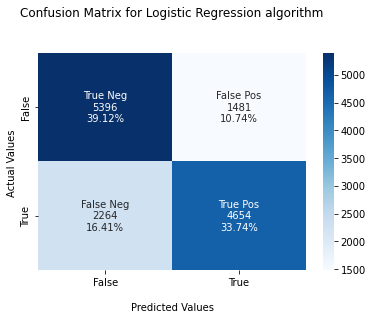 Confusion Matrix for Logistic Regression algorithm
Actual Values
False
True
True Neg
5396
39.12%
False Pos
1481
10.74%
False Neg
2264
16.41%
True Pos
4654
33.74%
False
True
Predicted Values
5000
4500
4000
3500
3000
2500
2000
1500